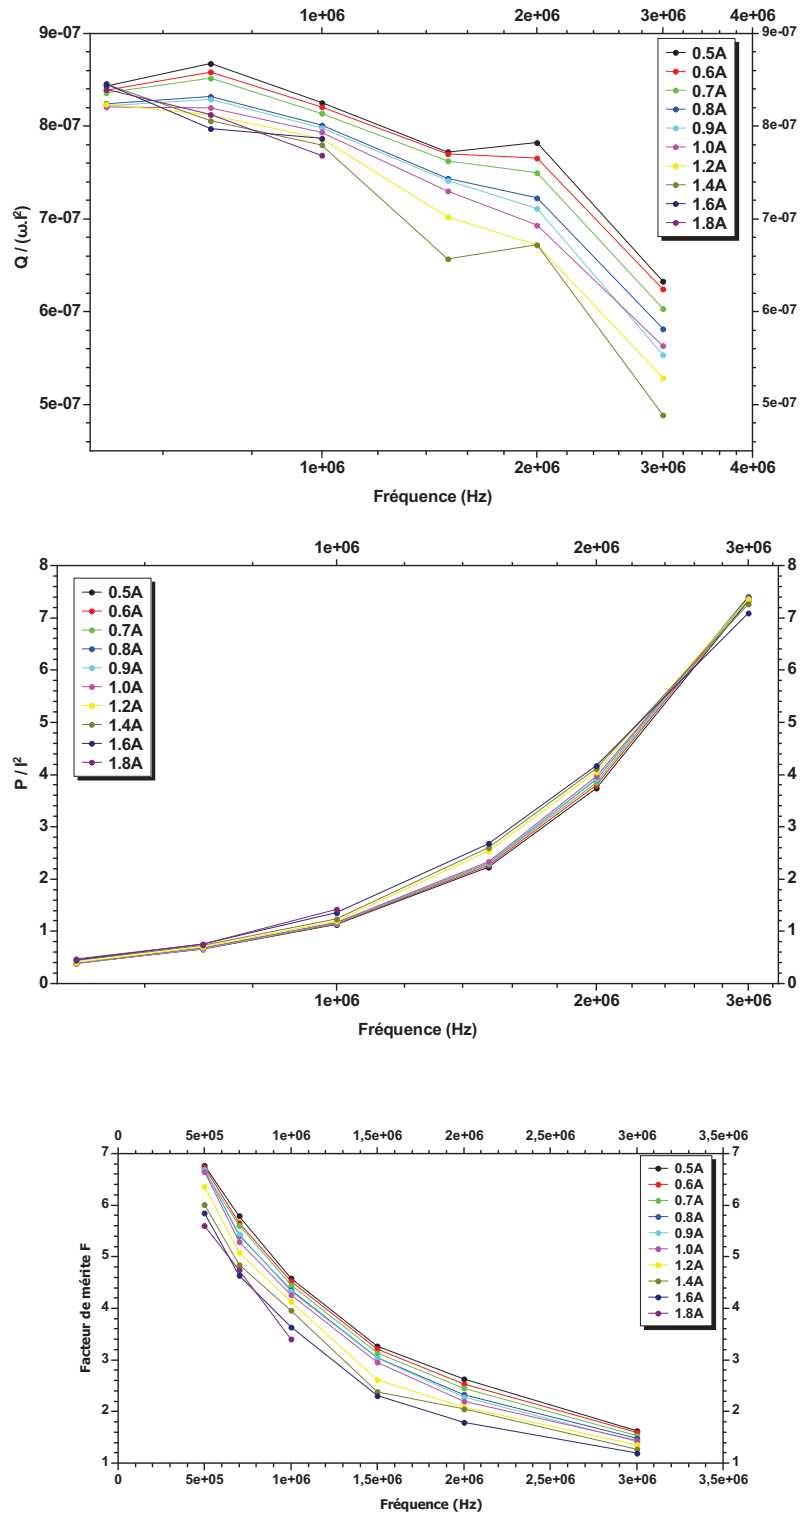 1e+06 2e+06 3e+06 4e+06
9e-07 9e-07
8e-07 8e-07
7e-07 7e-07
6e-07 6e-07
5e-07 5e-07
Q / (ω.I²)
0.5A
0.6A
0.7A
0.8A
0.9A
1.0A
1.2A
1.4A
1.6A
1.8A
1e+06 2e+06 3e+06 4e+06
Fréquence (Hz)
1e+06 2e+06 3e+06
8 8
7 7
6 6
5 5
4 4
3 3
2 2
1 1
0 0
P / I²
0.5A
0.6A
0.7A
0.8A
0.9A
1.0A
1.2A
1.4A
1.6A
1.8A
1e+06 2e+06 3e+06
Fréquence (Hz)
0 5e+05 1e+06 1,5e+06 2e+06 2,5e+06 3e+06 3,5e+06
7 7
6 6
5 5
4 4
3 3
2 2
1 1
Facteur de mérite F
0.5A
0.6A
0.7A
0.8A
0.9A
1.0A
1.2A
1.4A
1.6A
1.8A
0 5e+05 1e+06 1,5e+06 2e+06 2,5e+06 3e+06 3,5e+06
Fréquence (Hz)